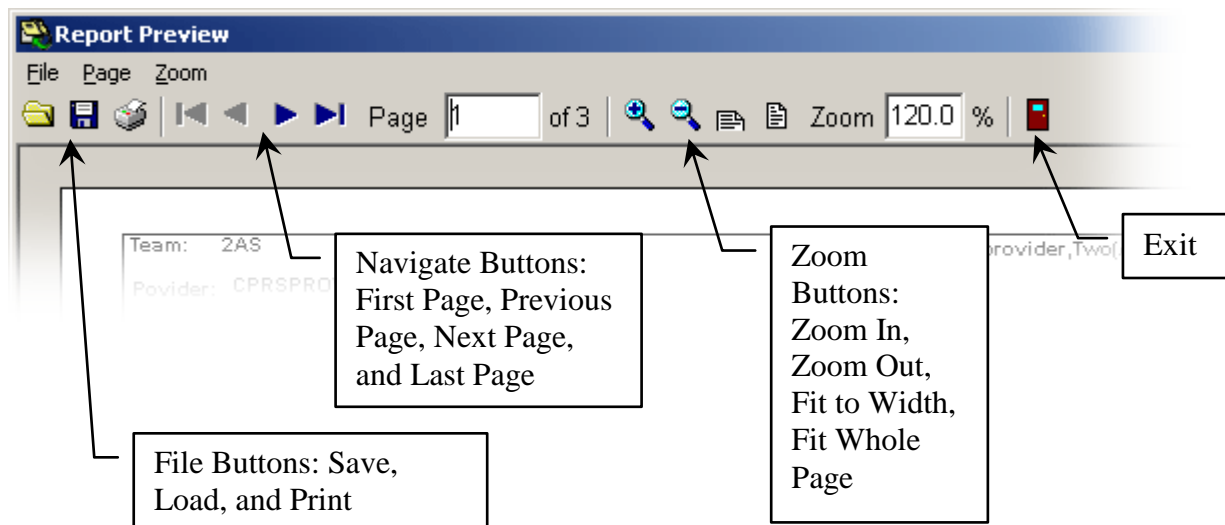 Report Preview
File Page Zoom
Page 1 of 3 Zoom 120.0 %
Team: 2AS
provider,Two(
Povider: CPRSPRO
Navigate Buttons:
First Page, Previous
Page, Next Page,
and Last Page
Zoom
Buttons:
Zoom In,
Zoom Out,
Fit to Width,
Fit Whole
Page
Exit
File Buttons: Save,
Load, and Print